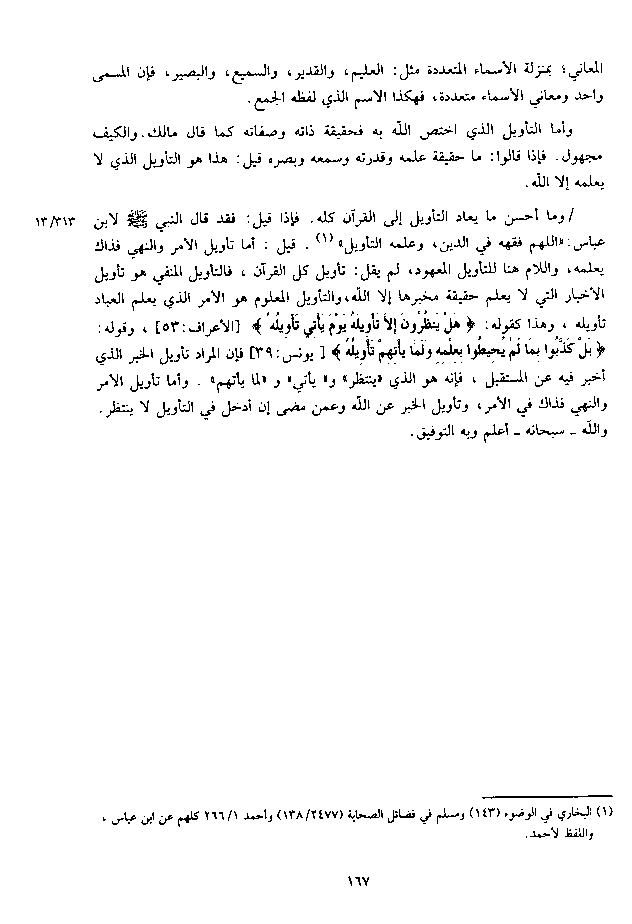 المعاني؛ بمنزلة الأسماء المتعددة مثل: العليم، والقدير، والسميع، والبصير، فإن المسمى
واحد ومعاني الأسماء متعددة، فهكذا الاسم الذي لفظه الجمع.
وأما التأويل الذي اختص الله به فحقيقة ذاته وصفاته كما قال مالك. والكيف
مجهول. فإذا قالوا: ما حقيقة علمه وقدرته وسمعه وبصره قيل: هذا هو التأويل الذي لا
يعلمه إلا الله.
/ وما أحسن ما يعاد التأويل إلى القرآن كله. فإذا قيل: فقد قال النبي ﷺ لابن ١٣/٣١٣
عباس: «اللهم فقهه في الدين، وعلمه التأويل» (١) . قيل : أما تأويل الأمر والنهي فذاك
يعلمه، واللام هنا للتأويل المعهود، لم يقل: تأويل كل القرآن ، فالتأويل المنفي هو تأويل
الأخبار التي لا يعلم حقيقة مخبرها إلا الله، والتأويل المعلوم هو الأمر الذي يعلم العباد
تأويله ، وهذا كقوله: ﴿ هَلْ يَنظُرُونَ إِلاَّ تَأْوِيلَهُ يَوْمَ يَأْتِي تَأْوِيلُهُ ﴾ [الأعراف:٥٣] ، وقوله:
﴿ بَلْ كَذَّبُوا بِمَا لَمْ يُحِيطُوا بِعِلْمِهِ وَلَمَّا يَأْتِهِمْ تَأْوِيلُهُ ﴾ [ يونس:٣٩] فإن المراد تأويل الخبر الذي
أخبر فيه عن المستقبل ، فإنه هو الذي «ينتظر» و« يأتي» و «لما يأتهم» . وأما تأويل الأمر
والنهي فذاك في الأمر، وتأويل الخبر عن الله وعمن مضى إن أدخل في التأويل لا ينتظر.
والله ـ سبحانه ـ أعلم وبه التوفيق.
(١) البخاري في الوضوء (١٤٣) ومسلم في فضائل الصحابة (١٣٨/٢٤٧٧) وأحمد ٢٦٦/١ كلهم عن ابن عباس ،
واللفظ لأحمد.
١٦٧